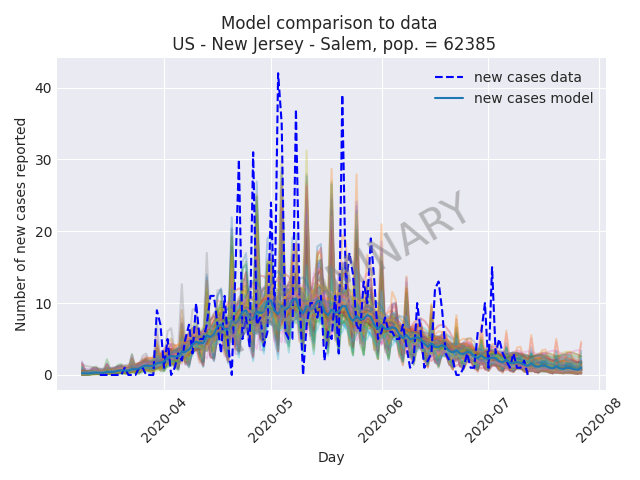 Model comparison to data
US - New Jersey - Salem, pop. = 62385
new cases data
new cases model
Number of new cases reported
40
30
20
10
0
2020-04
2020-05
2020-06
2020-07
2020-08
Day